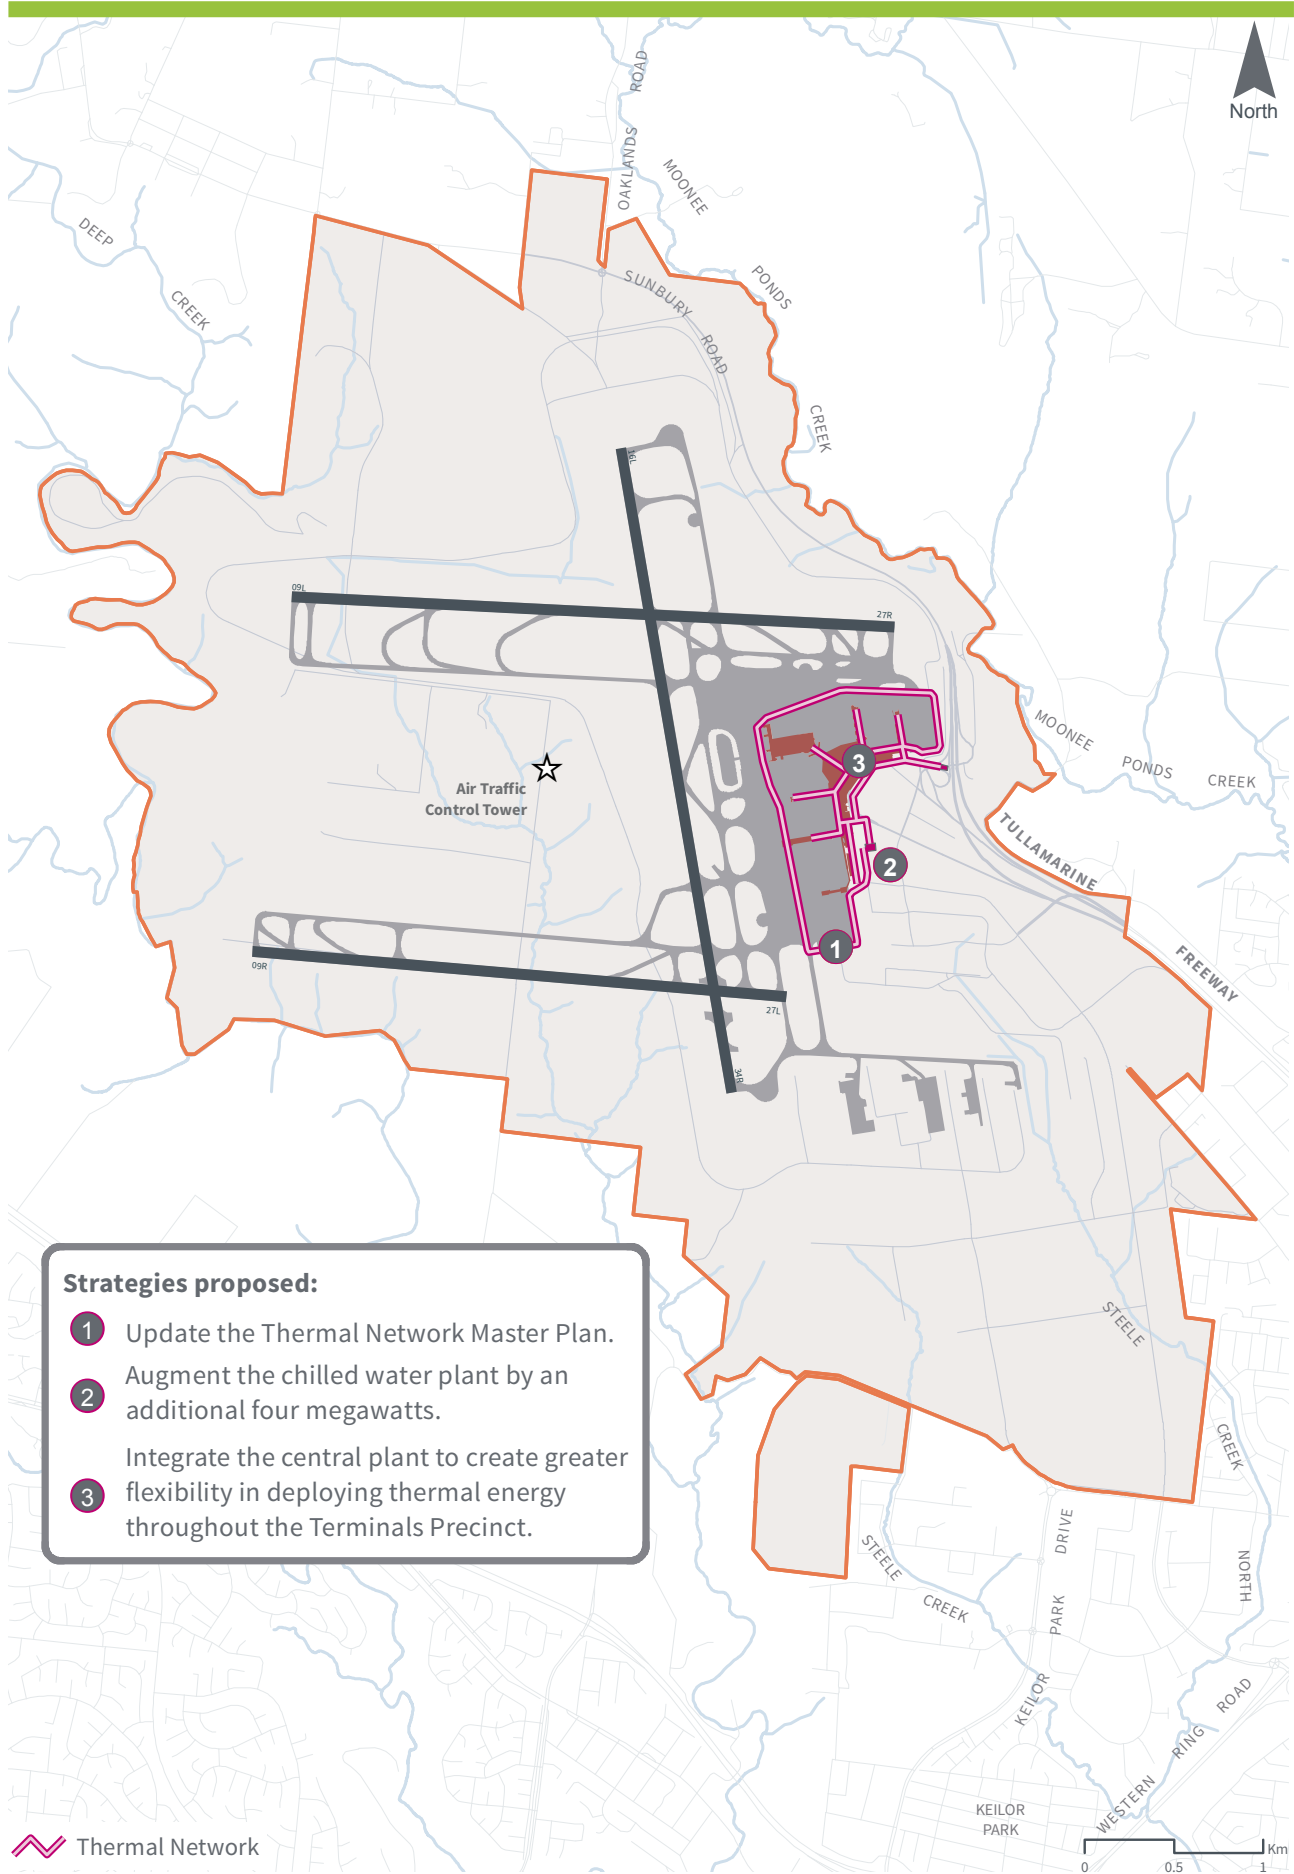 North
OAKLANDS ROAD
MOONEE PONDS CREEK
DEEP CREEK
SUNBURY ROAD
16L
09L
27R
Air Traffic
Control Tower
3
2
1
MOONEE PONDS CREEK
TULLAMARINE FREEWAY
09R
27L
34R
Strategies proposed:
1 Update the Thermal Network Master Plan.
2 Augment the chilled water plant by an
additional four megawatts.
3 Integrate the central plant to create greater
flexibility in deploying thermal energy
throughout the Terminals Precinct.
STEELE CREEK NORTH
STEELE CREEK
KEILOR PARK DRIVE
WESTERN RING ROAD
KEILOR
PARK
Thermal Network
0 0.5 1 Km